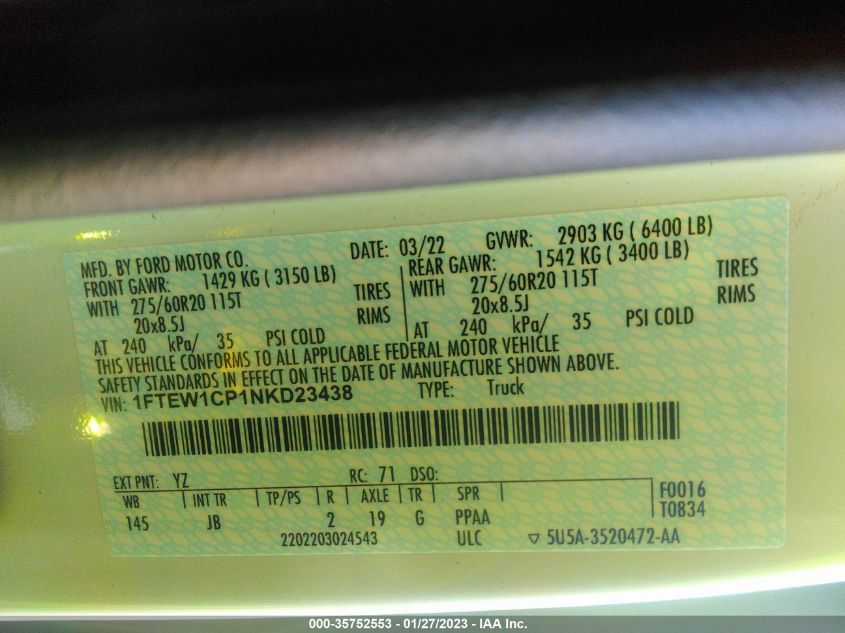 MFD. BY FORD MOTOR CO. DATE: 03/22 GVWR: 2903 KG ( 6400 LB)
FRONT GAWR: 1429 KG ( 3150 LB) REAR GAWR: 1542 KG ( 3400 LB)
WITH 275/60R20 115T TIRES WITH 275/60R20 115T TIRES
20x8.5J RIMS 20x8.5J RIMS
AT 240 kPa/ 35 PSI COLD AT 240 kPa/ 35 PSI COLD
THIS VEHICLE CONFORMS TO ALL APPLICABLE FEDERAL MOTOR VEHICLE
SAFETY STANDARDS IN EFFECT ON THE DATE OF MANUFACTURE SHOWN ABOVE.
VIN: 1FTEW1CP1NKD23438 TYPE: Truck
EXT PNT: YZ RC: 71 DSO:
WB INT TR TP/PS R AXLE TR SPR F0016
145 JB 2 19 G PPAA T0834
2202203024543 ULC 5U5A-3520472-AA
000-35752553 - 01/27/2023 - IAA Inc.